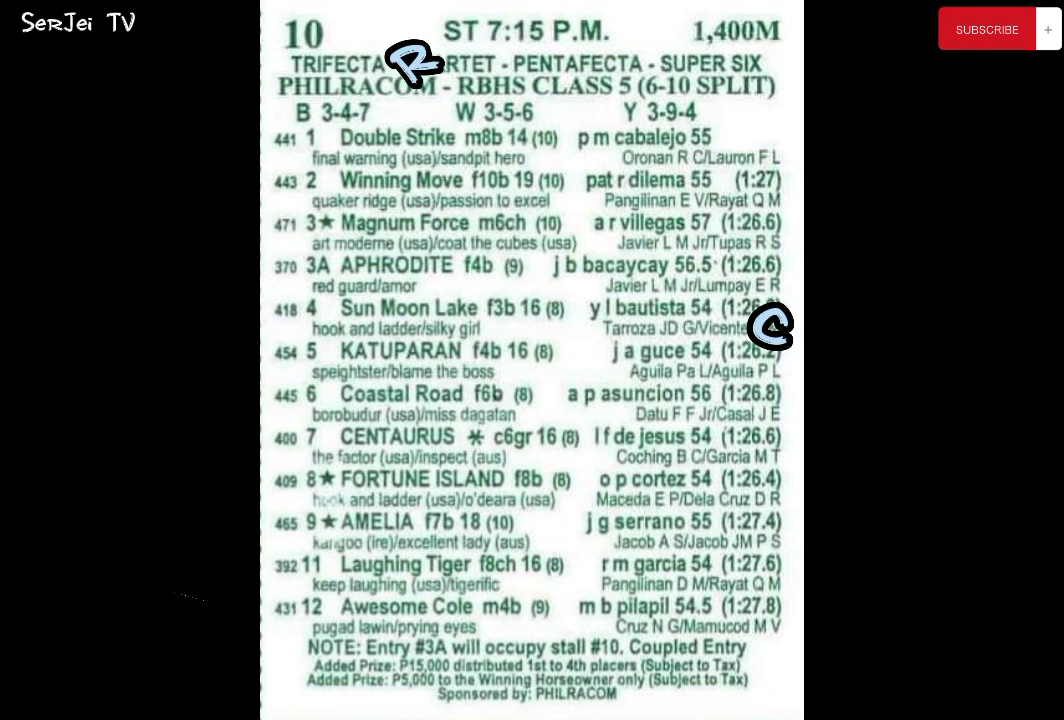 SerJei TV
SUBSCRIBE +
10 ST 7:15 P.M. 1,400M
TRIFECTA RTET - PENTAFECTA - SUPER SIX
PHILRACOM - RBHS CLASS 5 (6-10 SPLIT)
B 3-4-7 W 3-5-6 Y 3-9-4
441 1 Double Strike m8b 14 (10) p m cabalejo 55
final warning (usa)/sandpit hero Oronan R C/Lauron F L
443 2 Winning Move f10b 19 (10) pat r dilema 55 (1:27)
quaker ridge (usa)/passion to excel Pangilinan E V/Rayat Q M
471 3★ Magnum Force m6ch (10) a r villegas 57 (1:26.6)
art moderne (usa)/coat the cubes (usa) Javier L M Jr/Tupas R S
370 3A APHRODITE f4b (9) j b bacaycay 56.5 (1:26.6)
red guard/amor Javier L M Jr/Lumpay E R
418 4 Sun Moon Lake f3b 16 (8) y l bautista 54
hook and ladder/silky girl Tarroza JD G/Vicente
454 5 KATUPARAN f4b 16 (8) j a guce 54 (1:26.2)
speightster/blame the boss Aguila Pa L/Aguila P L
445 6 Coastal Road f6b (8) a p asuncion 56 (1:26.8)
borobudur (usa)/miss dagatan Datu F F Jr/Casal J E
400 7 CENTAURUS * c6gr 16 (8) l f de jesus 54 (1:26.6)
the factor (usa)/inspect (aus) Coching B C/Garcia M T
409 8★ FORTUNE ISLAND f8b (8) o p cortez 54 (1:26.4)
hook and ladder (usa)/o'deara (usa) Maceda E P/Dela Cruz D R
465 9★ AMELIA f7b 18 (10) j g serrano 55 (1:27.4)
kangoo (ire)/excellent lady (aus) Jacob A S/Jacob JM P S
392 11 Laughing Tiger f8ch 16 (8) r m garcia 54 (1:27.6)
keep laughing (usa)/tigerific Pangilinan D M/Rayat Q M
431 12 Awesome Cole m4b (9) m b pilapil 54.5 (1:27.8)
pugad lawin/prying eyes Cruz N G/Mamucod M V
NOTE: Entry #3A will occupy stall #10. Coupled Entry
Added Prize: P15,000 distributed 1st to 4th placers (Subject to Tax)
Added Prize: P5,000 to the Winning Horseowner only (Subject to Tax)
Sponsored by: PHILRACOM
R
C